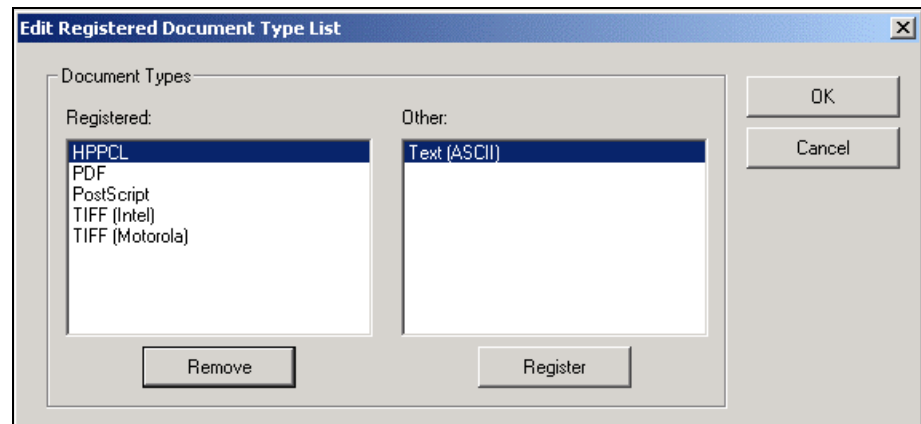 Edit Registered Document Type List
Document Types
Registered:
HPPCL
PDF
PostScript
TIFF (Intel)
TIFF (Motorola)
Remove
Other:
Text (ASCII)
Register
OK
Cancel